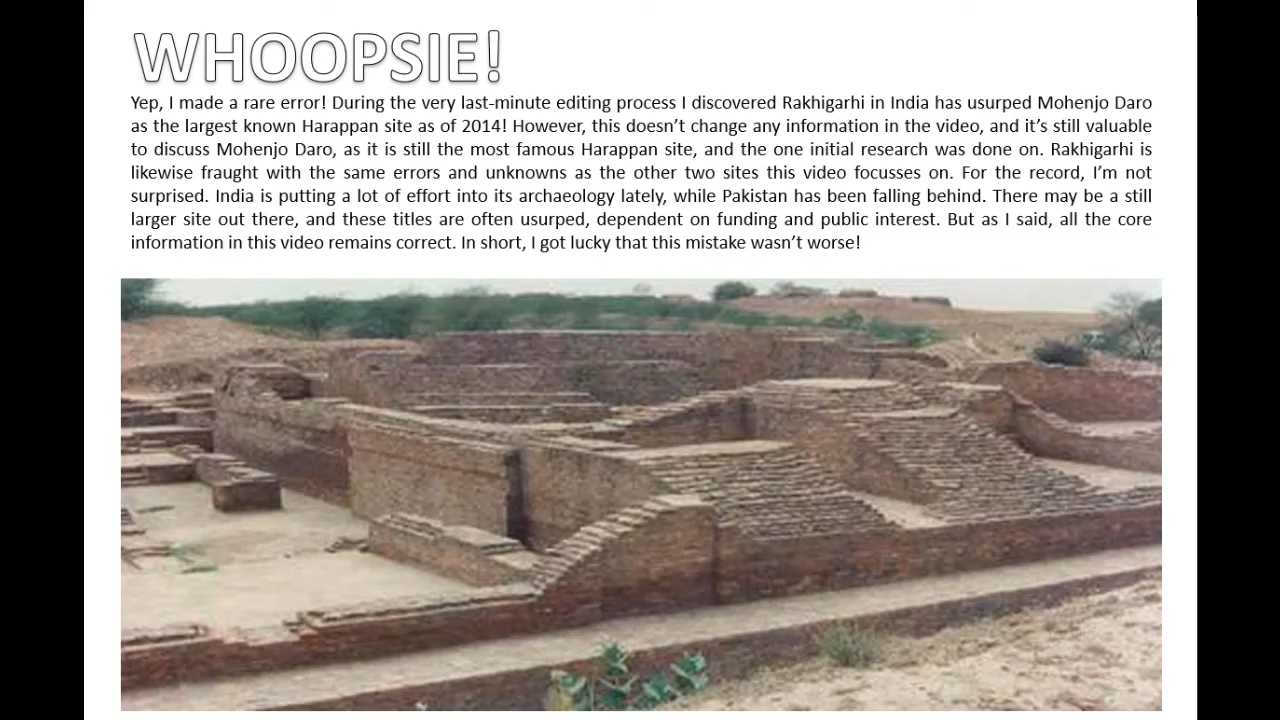 WHOOPSIE!
Yep, I made a rare error! During the very last-minute editing process I discovered Rakhigarhi in India has usurped Mohenjo Daro
as the largest known Harappan site as of 2014! However, this doesn’t change any information in the video, and it’s still valuable
to discuss Mohenjo Daro, as it is still the most famous Harappan site, and the one initial research was done on. Rakhigarhi is
likewise fraught with the same errors and unknowns as the other two sites this video focusses on. For the record, I’m not
surprised. India is putting a lot of effort into its archaeology lately, while Pakistan has been falling behind. There may be a still
larger site out there, and these titles are often usurped, dependent on funding and public interest. But as I said, all the core
information in this video remains correct. In short, I got lucky that this mistake wasn’t worse!